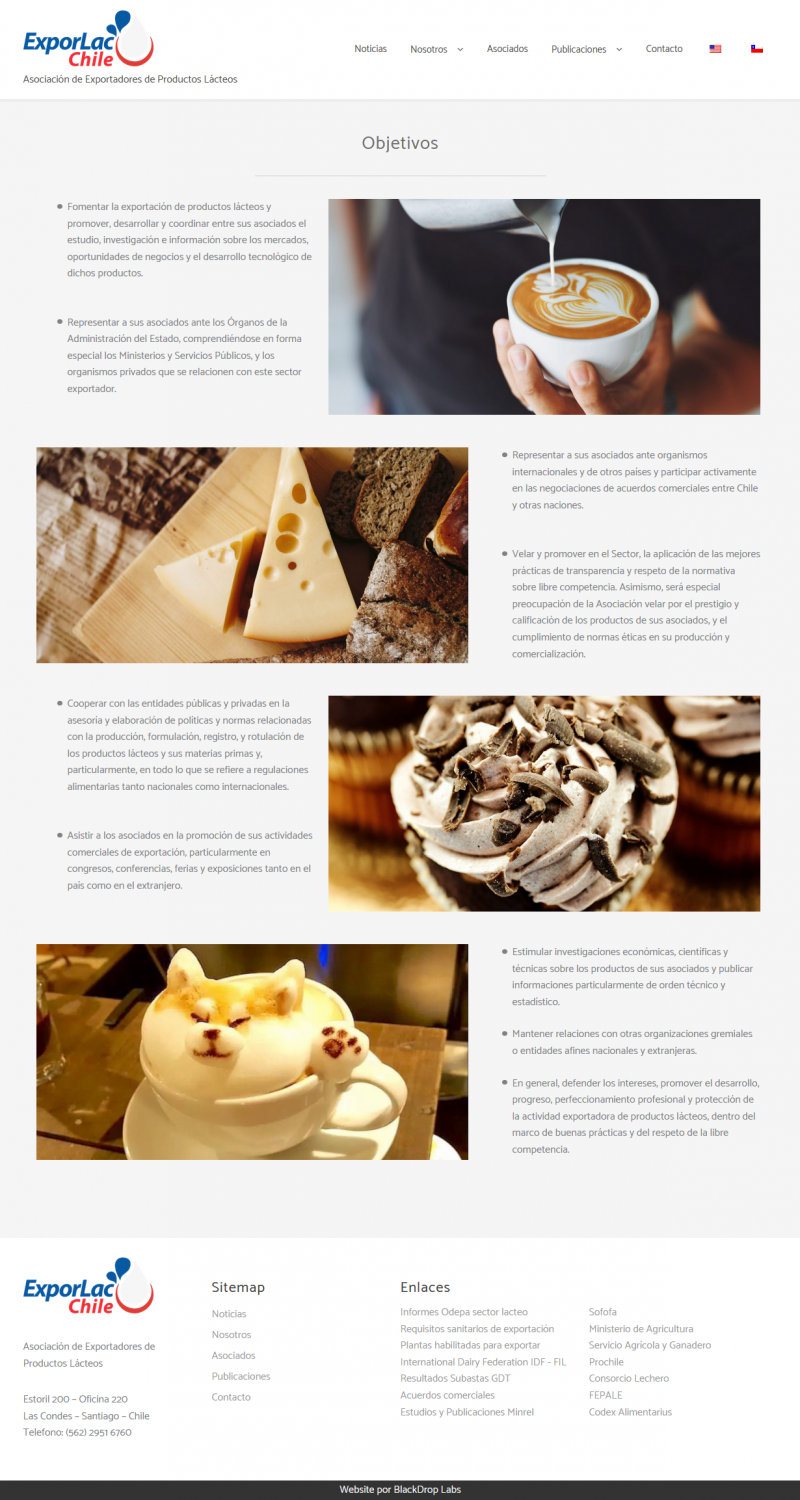 ExporLac
Chile
Asociación de Exportadores de Productos Lácteos
Noticias
Nosotros
Asociados
Publicaciones
Contacto
Objetivos
Fomentar la exportación de productos lácteos y
promover, desarrollar y coordinar entre sus asociados el
estudio, investigación e información sobre los mercados,
oportunidades de negocios y el desarrollo tecnológico de
dichos productos.
Representar a sus asociados ante los Órganos de la
Administración del Estado, comprendiéndose en forma
especial los Ministerios y Servicios Públicos, y los
organismos privados que se relacionen con este sector
exportador.
Representar a sus asociados ante organismos
internacionales y de otros países y participar activamente
en las negociaciones de acuerdos comerciales entre Chile
y otras naciones.
Velar y promover en el Sector, la aplicación de las mejores
prácticas de transparencia y respeto de la normativa
sobre libre competencia. Asimismo, será especial
preocupación de la Asociación velar por el prestigio y
calificación de los productos de sus asociados, y el
cumplimiento de normas éticas en su producción y
comercialización.
Cooperar con las entidades públicas y privadas en la
asesoría y elaboración de políticas y normas relacionadas
con la producción, formulación, registro, y rotulación de
los productos lácteos y sus materias primas y,
particularmente, en todo lo que se refiere a regulaciones
alimentarias tanto nacionales como internacionales.
Asistir a los asociados en la promoción de sus actividades
comerciales de exportación, particularmente en
congresos, conferencias, ferias y exposiciones tanto en el
país como en el extranjero.
Estimular investigaciones económicas, científicas y
técnicas sobre los productos de sus asociados y publicar
informaciones particularmente de orden técnico y
estadístico.
Mantener relaciones con otras organizaciones gremiales
o entidades afines nacionales y extranjeras.
En general, defender los intereses, promover el desarrollo,
progreso, perfeccionamiento profesional y protección de
la actividad exportadora de productos lácteos, dentro del
marco de buenas prácticas y del respeto de la libre
competencia.
ExporLac
Chile
Asociación de Exportadores de
Productos Lácteos
Estoril 200 – Oficina 220
Las Condes – Santiago – Chile
Telefono: (562) 2951 6760
Sitemap
Noticias
Nosotros
Asociados
Publicaciones
Contacto
Enlaces
Informes Odepa sector lacteo
Requisitos sanitarios de exportación
Plantas habilitadas para exportar
International Dairy Federation IDF - FIL
Resultados Subastas GDT
Acuerdos comerciales
Estudios y Publicaciones Minrel
Sofofa
Ministerio de Agricultura
Servicio Agrícola y Ganadero
Prochile
Consorcio Lechero
FEPALE
Codex Alimentarius
Website por BlackDrop Labs